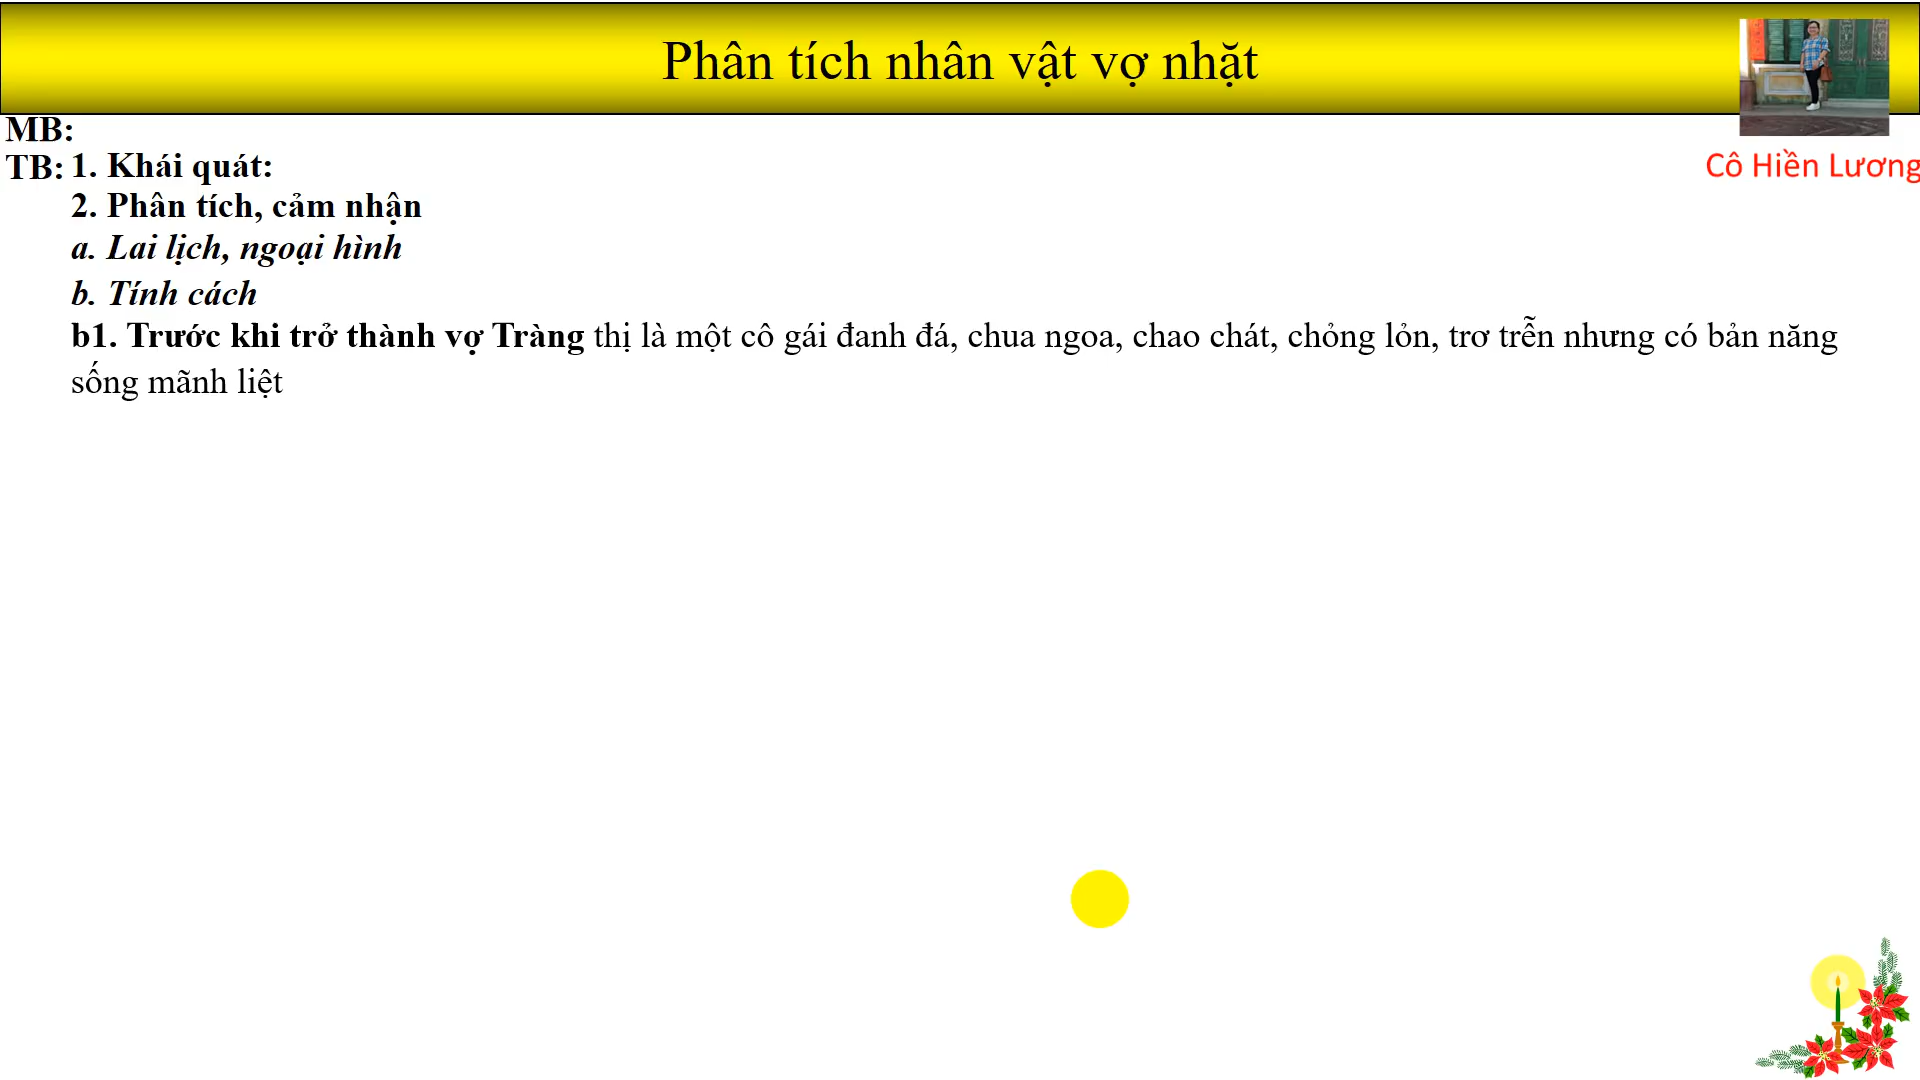 Phân tích nhân vật vợ nhặt
MB:
Cô Hiền Lương
TB: 1. Khái quát:
2. Phân tích, cảm nhận
a. Lai lịch, ngoại hình
b. Tính cách
b1. Trước khi trở thành vợ Tràng thị là một cô gái đanh đá, chua ngoa, chao chát, chỏng lỏn, trơ trẽn nhưng có bản năng
sống mãnh liệt